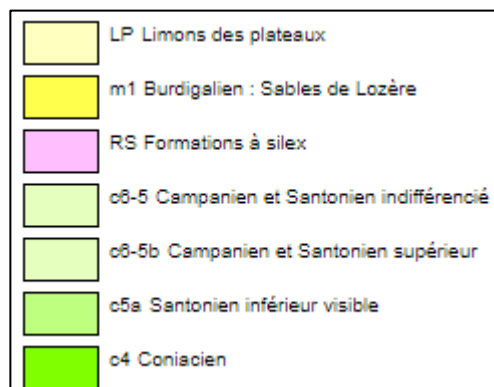 LP Limons des plateaux
m1 Burdigalien : Sables de Lozère
RS Formations à silex
c6-5 Campanien et Santonien indifférencié
c6-5b Campanien et Santonien supérieur
c5a Santonien inférieur visible
c4 Coniacien